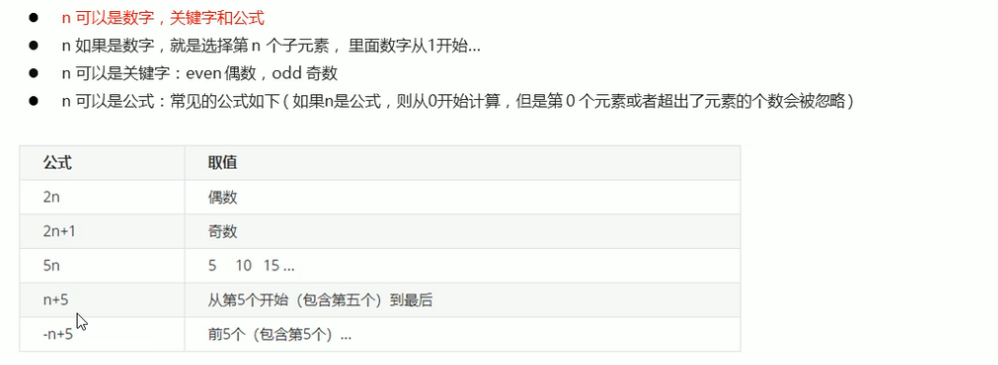 ● n 可以是数字，关键字和公式
● n 如果是数字，就是选择第 n 个子元素， 里面数字从1开始…
● n 可以是关键字：even 偶数，odd 奇数
● n 可以是公式：常见的公式如下 ( 如果n是公式，则从0开始计算，但是第 0 个元素或者超出了元素的个数会被忽略 )
公式 取值
2n 偶数
2n+1 奇数
5n 5 10 15 ...
n+5 从第5个开始（包含第五个）到最后
-n+5 前5个（包含第5个）...